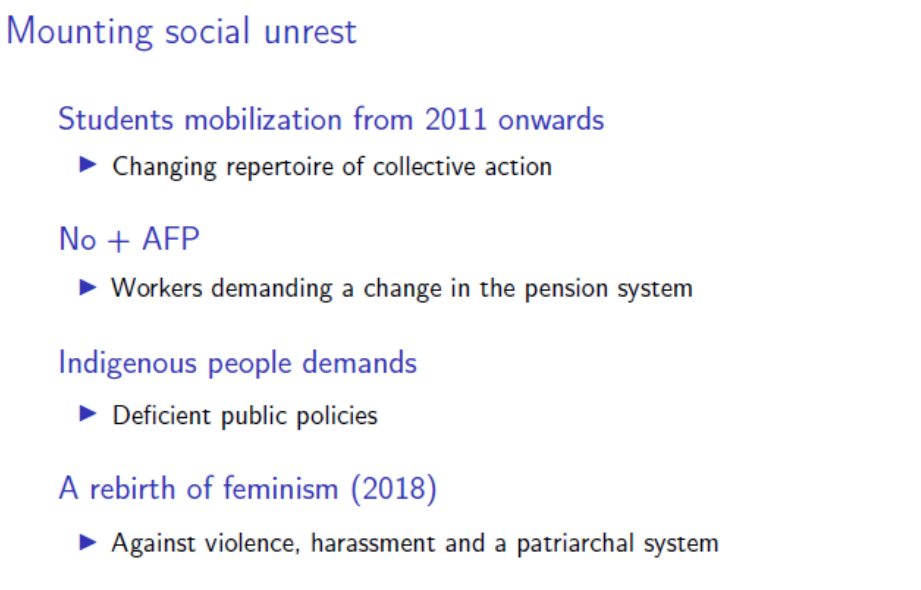 Mounting social unrest
Students mobilization from 2011 onwards
▶ Changing repertoire of collective action
No + AFP
▶ Workers demanding a change in the pension system
Indigenous people demands
▶ Deficient public policies
A rebirth of feminism (2018)
▶ Against violence, harassment and a patriarchal system